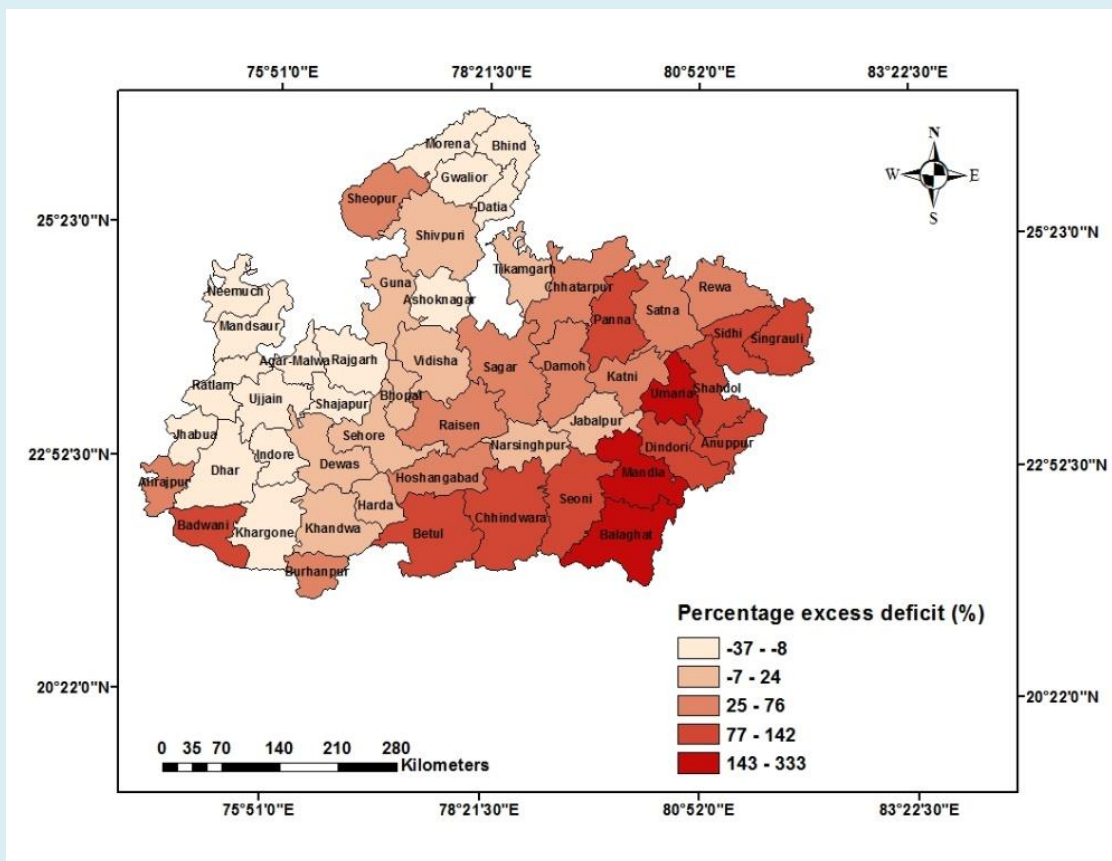 75°51'0"E 78°21'30"E 80°52'0"E 83°22'30"E
N
W E
S
Morena
Bhind
Gwalior
Sheopur
Datia
25°23'0"N 25°23'0"N
Shivpuri
Tikamgarh
Guna
Chhatarpur
Rewa
Neemuch
Ashoknagar
Satna
Panna
Mandsaur
Sidhi
Singrauli
Agar-Malwa
Rajgarh
Vidisha
Sagar
Damoh
Katni
Ratlam
Shahdol
Umaria
Ujjain
Bhopal
Shajapur
Jabalpur
Raisen
Jhabua
Sehore
Anuppur
Narsinghpur
Dindori
22°52'30"N 22°52'30"N
Indore
Dewas
Dhar
Mandla
Hoshangabad
Alirajpur
Seoni
Harda
Chhindwara
Badwani
Khandwa
Khargone
Betul
Balaghat
Burhanpur
Percentage excess deficit (%)
-37 - -8
-7 - 24
25 - 76
77 - 142
143 - 333
20°22'0"N 20°22'0"N
0 35 70 140 210 280
Kilometers
75°51'0"E 78°21'30"E 80°52'0"E 83°22'30"E